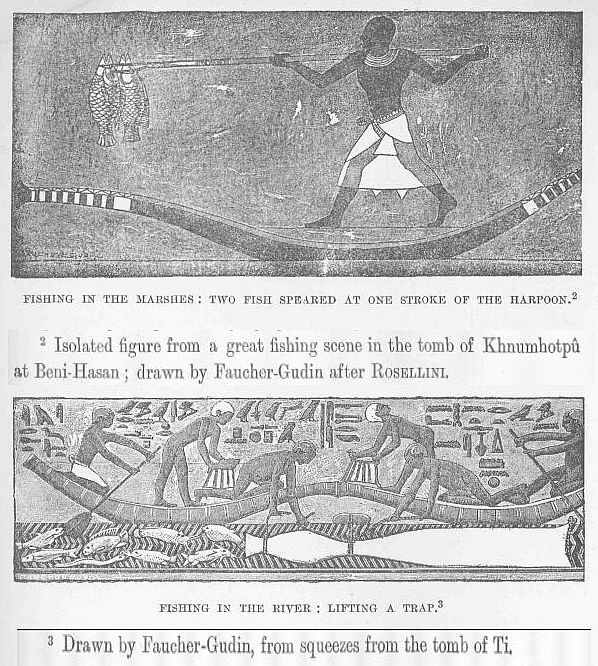 FISHING IN THE MARSHES : TWO FISH SPEARED AT ONE STROKE OF THE HARPOON.²
² Isolated figure from a great fishing scene in the tomb of Khnumhotpû
at Beni-Hasan ; drawn by Faucher-Gudin after ROSELLINI.
FISHING IN THE RIVER : LIFTING A TRAP.³
³ Drawn by Faucher-Gudin, from squeezes from the tomb of Ti.